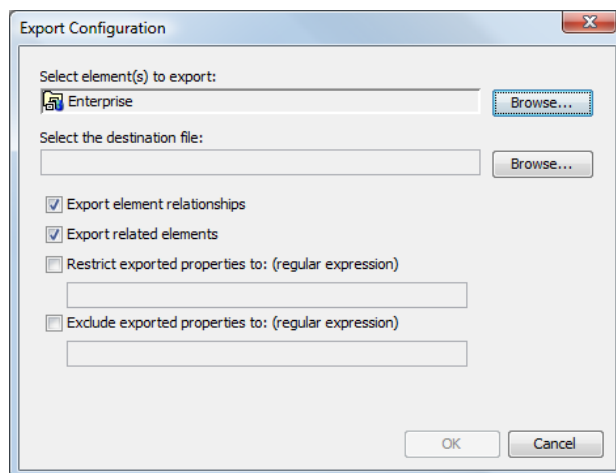 Export Configuration
Select element(s) to export:
Enterprise
Browse...
Select the destination file:
Browse...
Export element relationships
Export related elements
Restrict exported properties to: (regular expression)
Exclude exported properties to: (regular expression)
OK
Cancel